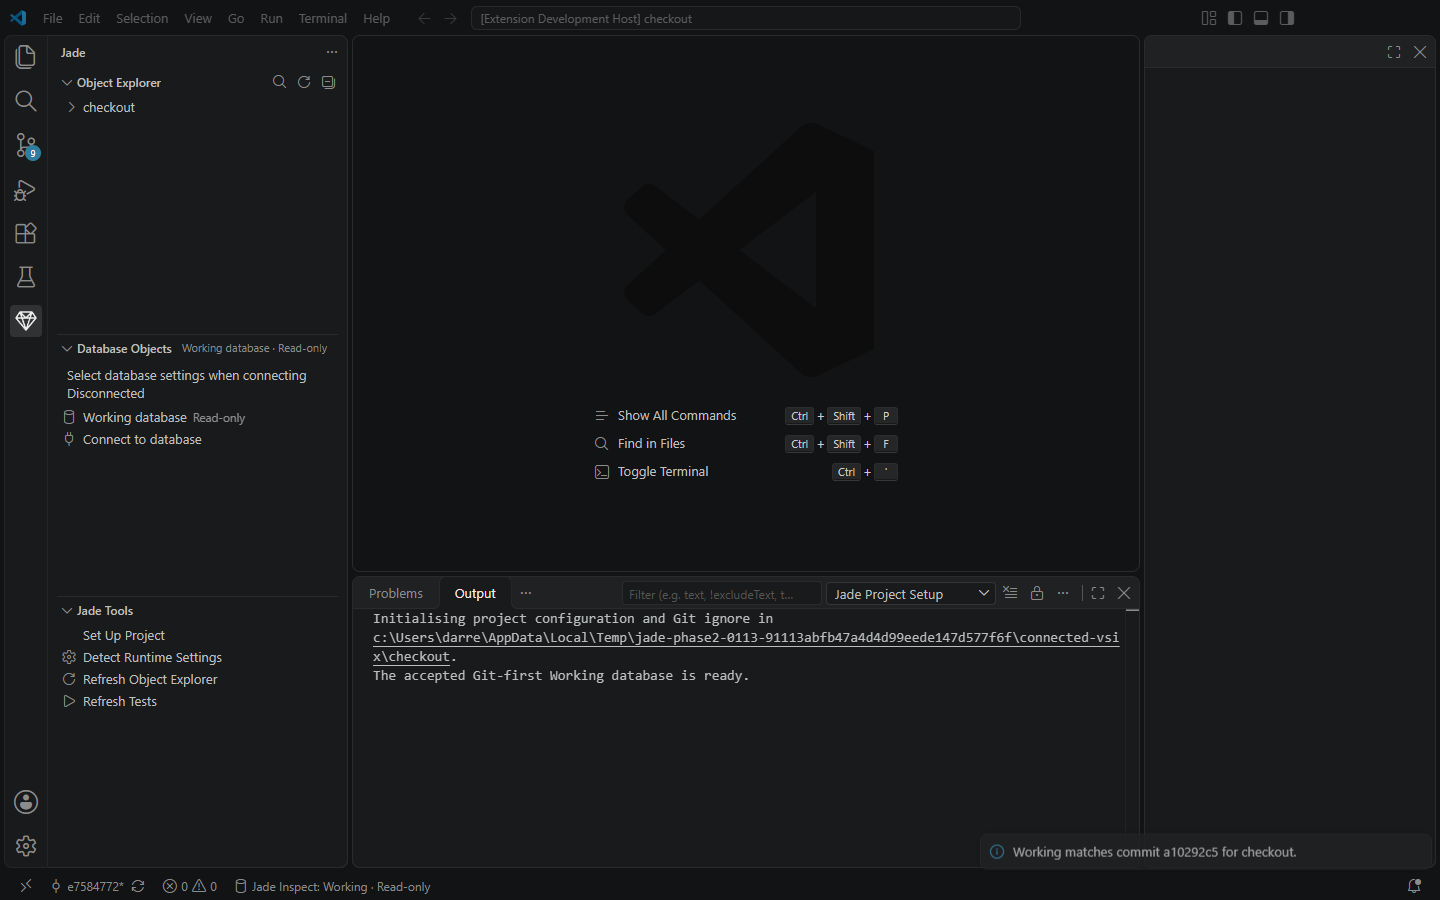 File Edit Selection View Go Run Terminal Help
[Extension Development Host] checkout
Jade
Object Explorer
checkout
9
Database Objects Working database · Read-only
Select database settings when connecting
Disconnected
Working database Read-only
Connect to database
Jade Tools
Set Up Project
Detect Runtime Settings
Refresh Object Explorer
Refresh Tests
Show All Commands Ctrl + Shift + P
Find in Files Ctrl + Shift + F
Toggle Terminal Ctrl + `
Problems Output
Filter (e.g. text, !excludeText, t...
Jade Project Setup
Initialising project configuration and Git ignore in
c:\Users\darre\AppData\Local\Temp\jade-phase2-0113-91113abfb47a4d4d99eede147d577f6f\connected-vsi
x\checkout.
The accepted Git-first Working database is ready.
Working matches commit a10292c5 for checkout.
e7584772* 0 0 Jade Inspect: Working · Read-only